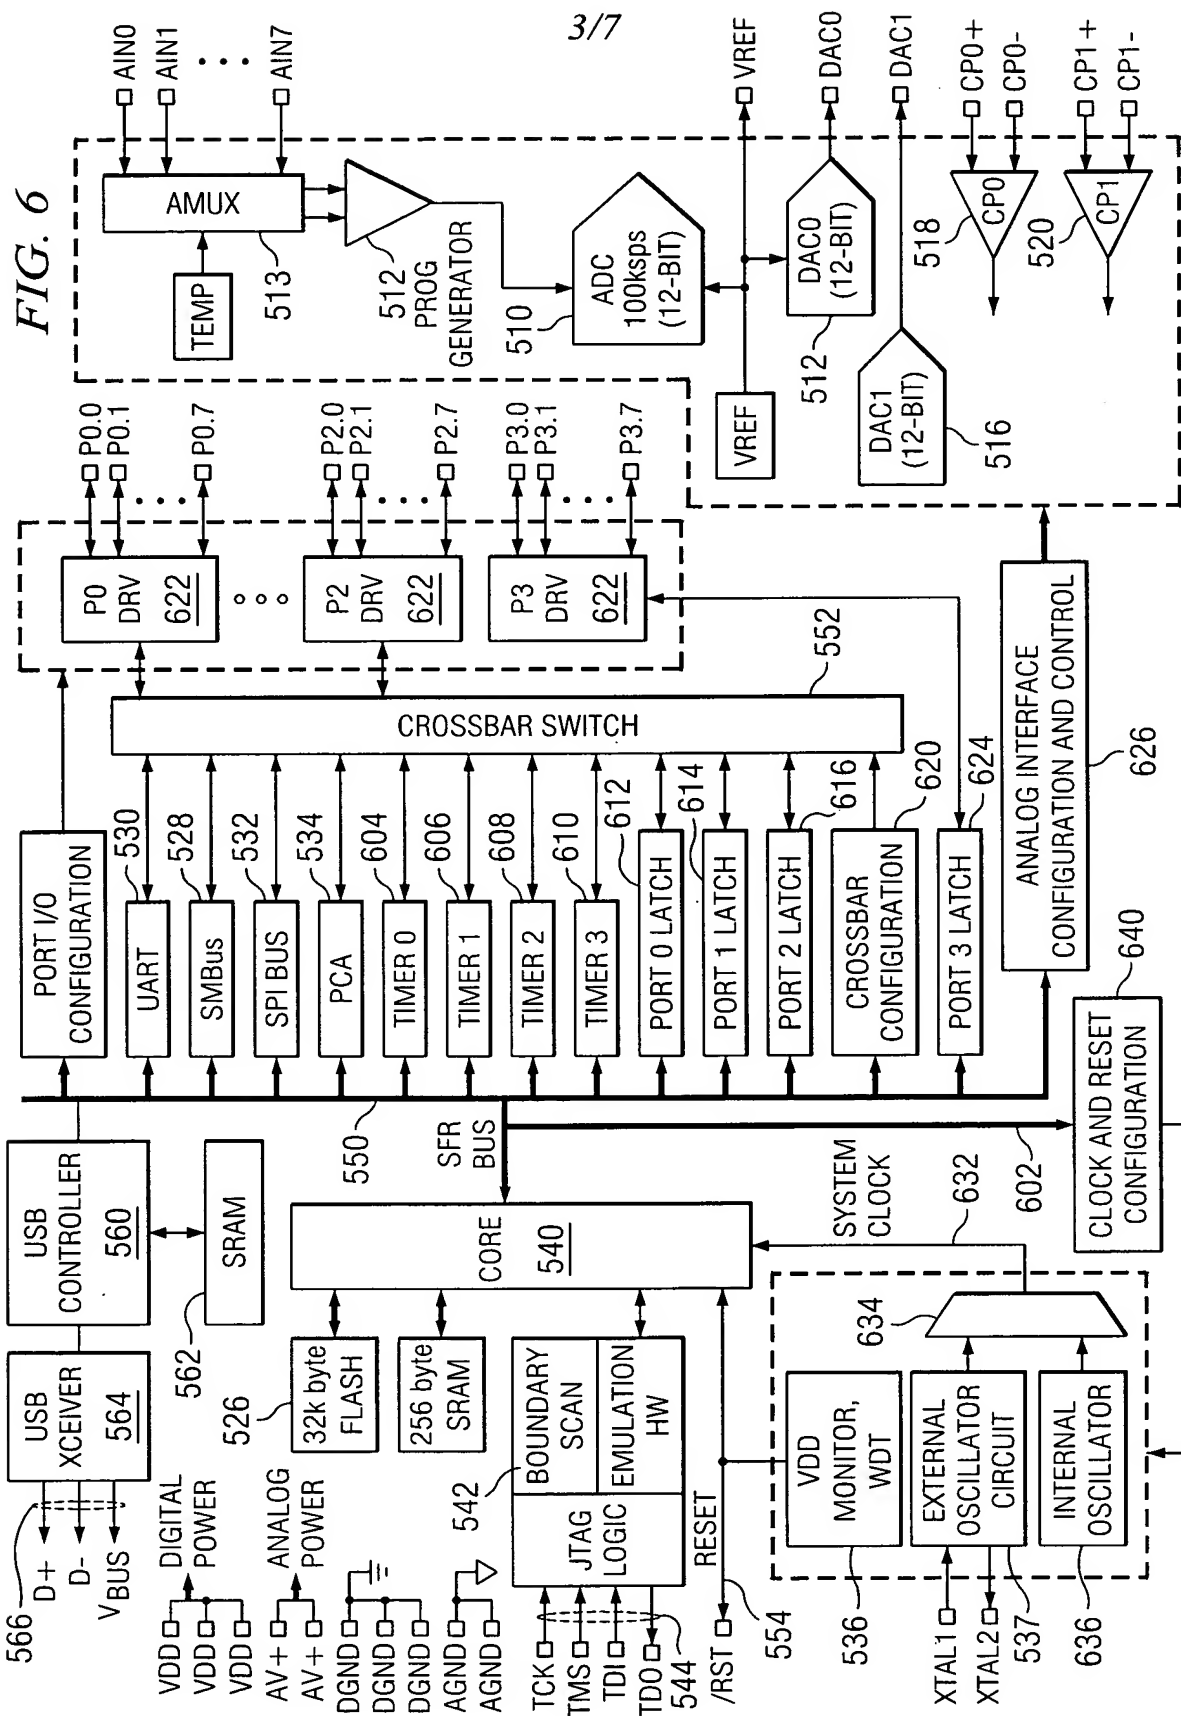 3/7
FIG. 6
566
D+
D-
VBUS
USB
XCEIVER
564
USB
CONTROLLER
560
562
SRAM
DIGITAL
POWER
VDD
VDD
VDD
ANALOG
POWER
AV+
AV+
DGND
DGND
DGND
AGND
AGND
526
32k byte
FLASH
256 byte
SRAM
CORE
540
550
SFR
BUS
542
BOUNDARY
SCAN
EMULATION
HW
JTAG
LOGIC
TCK
TMS
TDI
TDO
544
/RST
RESET
554
VDD
MONITOR,
WDT
536
EXTERNAL
OSCILLATOR
CIRCUIT
537
XTAL1
XTAL2
INTERNAL
OSCILLATOR
636
634
632
SYSTEM
CLOCK
602
CLOCK AND RESET
CONFIGURATION
640
PORT I/O
CONFIGURATION
UART
530
SMBus
528
SPI BUS
532
PCA
534
TIMER 0
604
TIMER 1
606
TIMER 2
608
TIMER 3
610
PORT 0 LATCH
612
PORT 1 LATCH
614
PORT 2 LATCH
616
CROSSBAR
CONFIGURATION
620
PORT 3 LATCH
624
ANALOG INTERFACE
CONFIGURATION AND CONTROL
626
CROSSBAR SWITCH
552
P0
DRV
622
P2
DRV
622
P3
DRV
622
P0.0
P0.1
P0.7
P2.0
P2.1
P2.7
P3.0
P3.1
P3.7
TEMP
AMUX
513
AIN0
AIN1
AIN7
512
PROG
GENERATOR
510
ADC
100ksps
(12-BIT)
VREF
VREF
DAC0
(12-BIT)
512
DAC0
DAC1
(12-BIT)
516
DAC1
CP0
518
CP0+
CP0-
CP1
520
CP1+
CP1-